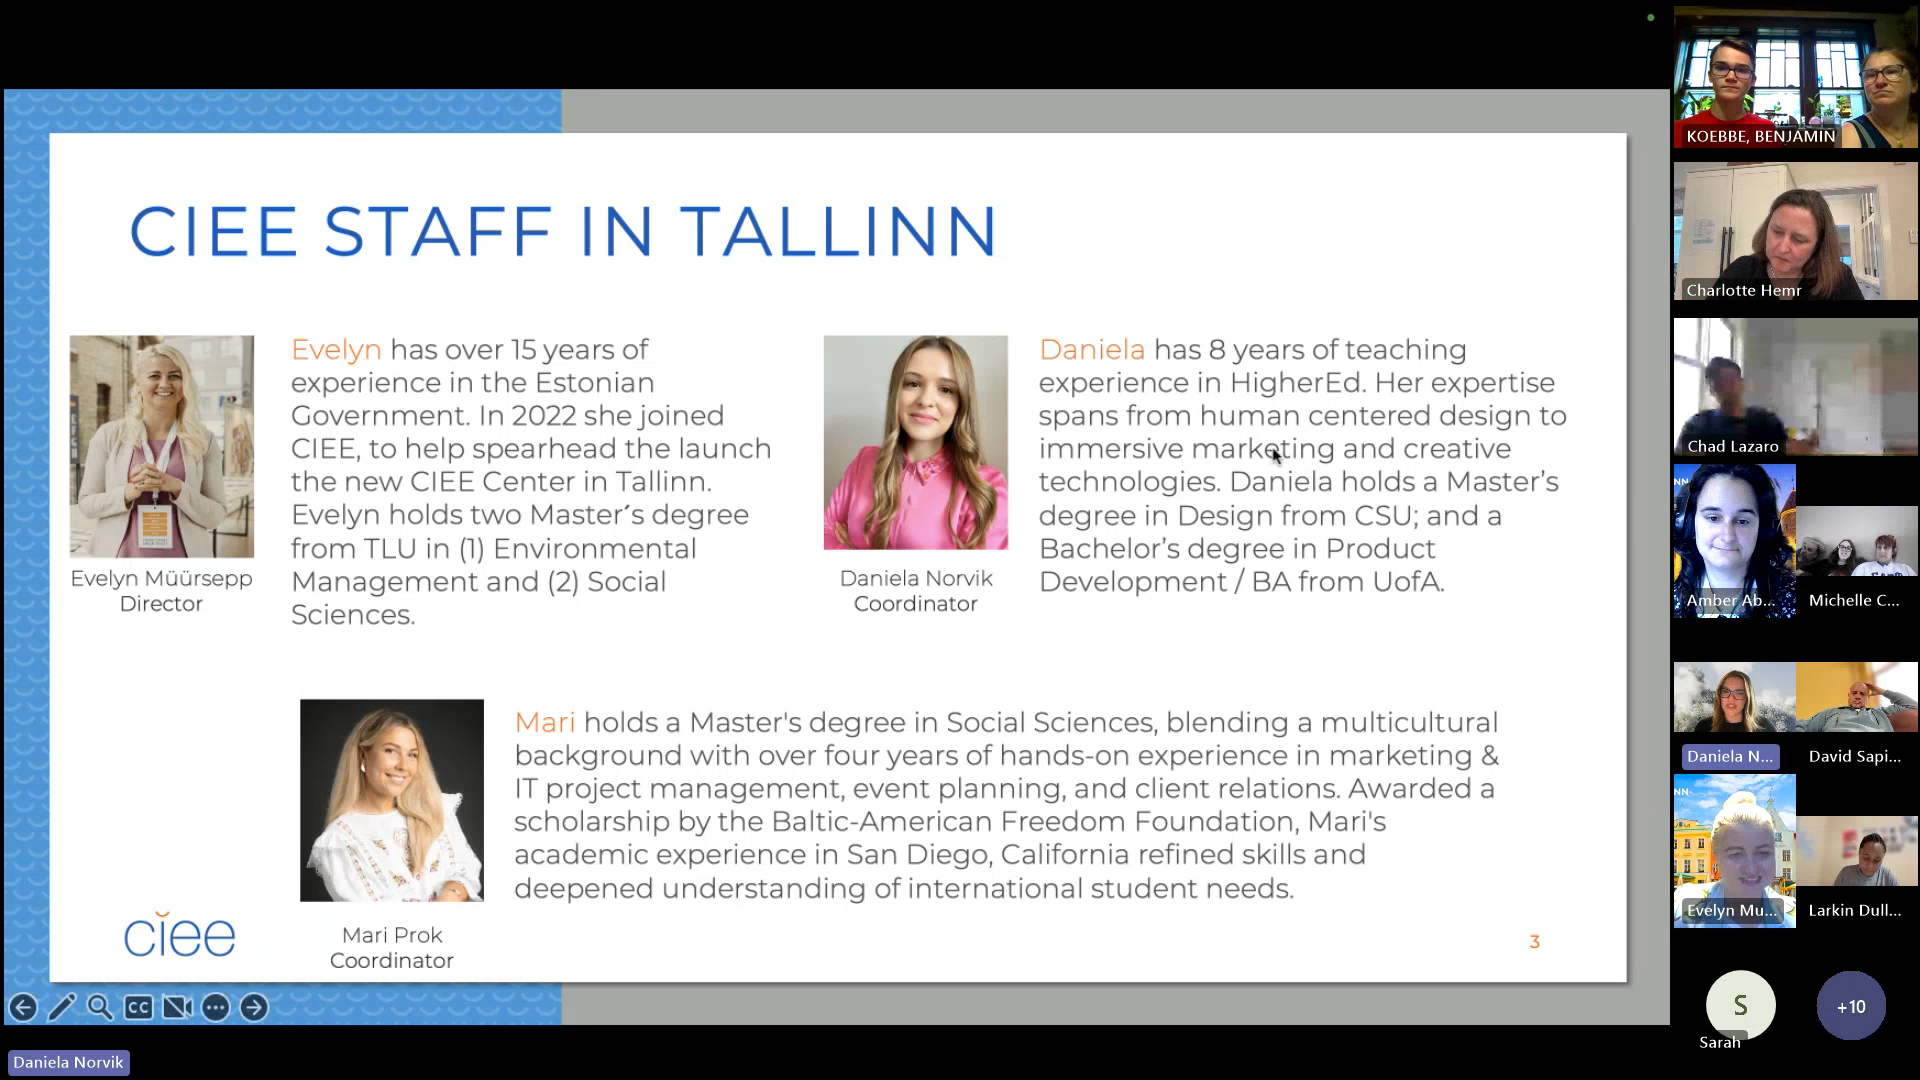 CIEE STAFF IN TALLINN
Evelyn has over 15 years of
experience in the Estonian
Government. In 2022 she joined
CIEE, to help spearhead the launch
the new CIEE Center in Tallinn.
Evelyn holds two Master´s degree
from TLU in (1) Environmental
Management and (2) Social
Sciences.
Evelyn Müürsepp
Director
Daniela has 8 years of teaching
experience in HigherEd. Her expertise
spans from human centered design to
immersive marketing and creative
technologies. Daniela holds a Master’s
degree in Design from CSU; and a
Bachelor’s degree in Product
Development / BA from UofA.
Daniela Norvik
Coordinator
Mari holds a Master's degree in Social Sciences, blending a multicultural
background with over four years of hands-on experience in marketing &
IT project management, event planning, and client relations. Awarded a
scholarship by the Baltic-American Freedom Foundation, Mari's
academic experience in San Diego, California refined skills and
deepened understanding of international student needs.
Mari Prok
Coordinator
ciee
3
CC
Daniela Norvik
KOEBBE, BENJAMIN
Charlotte Hemr
Chad Lazaro
NN
Amber Ab...
Michelle C...
Daniela N...
David Sapi...
NN
Evelyn Mu...
Larkin Dull...
S
Sarah
+10